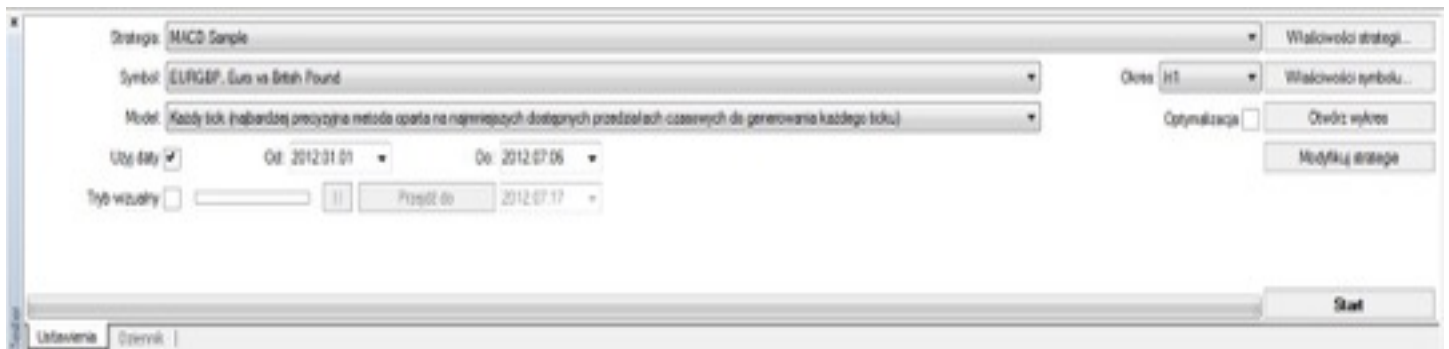 Strategia: MACD Sample Właściwości strategii...
Symbol: EURGBP, Euro vs British Pound Okres: H1 Właściwości symbolu...
Model: Każdy tick (najbardziej precyzyjna metoda oparta na najmniejszych dostępnych przedziałach czasowych do generowania każdego ticku) Optymalizacja Otwórz wykres
Użyj daty Od: 2012.01.01 Do: 2012.07.06 Modyfikuj strategie
Tryb wizualny Przejdź do 2012.07.17
Start
Ustawienia Dziennik
Tester